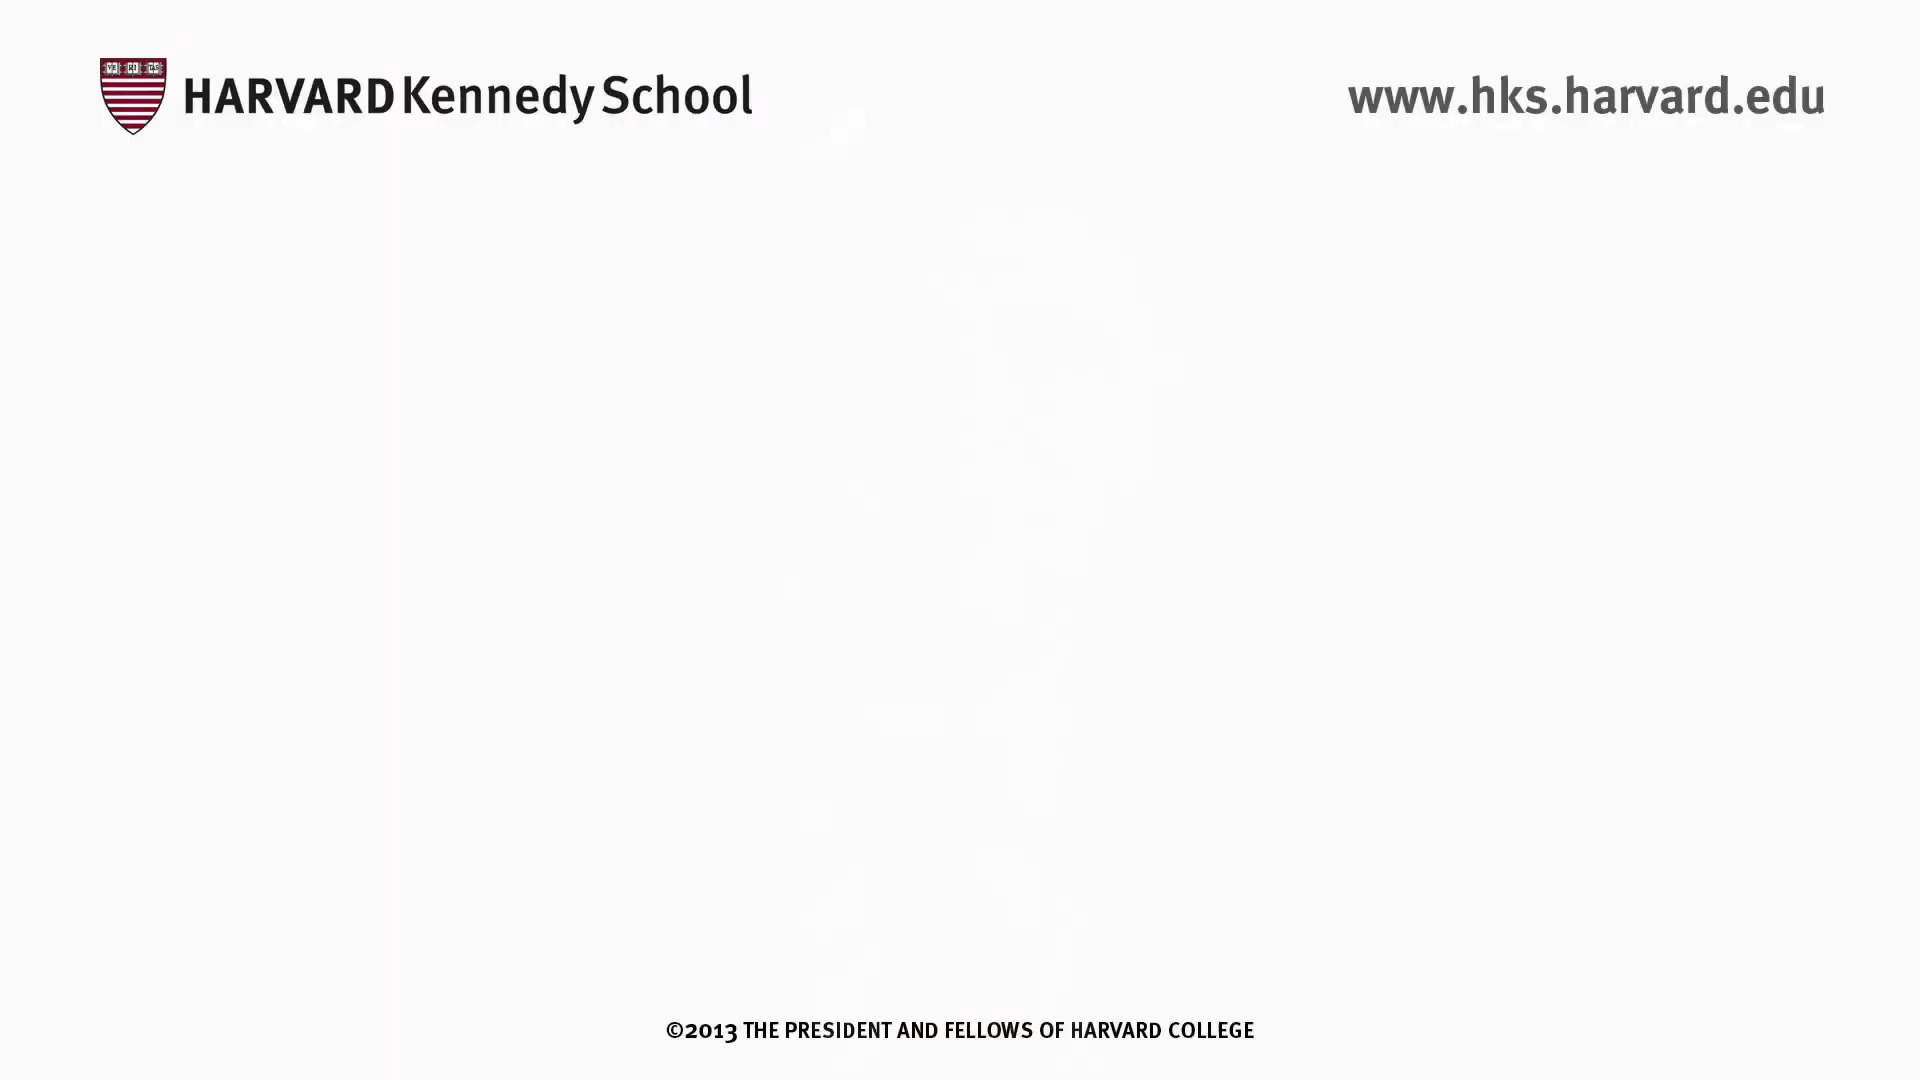 HARVARD Kennedy School
www.hks.harvard.edu
©2013 THE PRESIDENT AND FELLOWS OF HARVARD COLLEGE